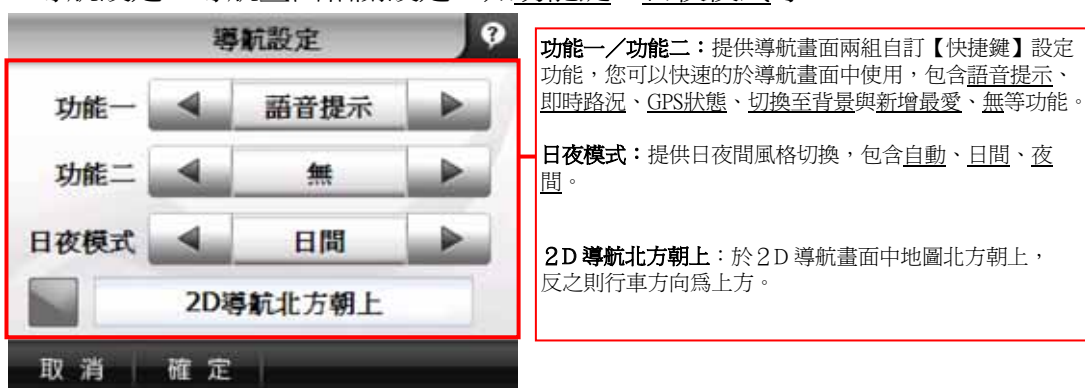 導航設定
?
功能一 語音提示
功能二 無
日夜模式 日間
2D導航北方朝上
取消 確定
功能一／功能二：提供導航畫面兩組自訂【快捷鍵】設定
功能，您可以快速的於導航畫面中使用，包含語音提示、
即時路況、GPS狀態、切換至背景與新增最愛、無等功能。
日夜模式：提供日夜間風格切換，包含自動、日間、夜
間。
２Ｄ導航北方朝上：於２Ｄ導航畫面中地圖北方朝上，
反之則行車方向爲上方。